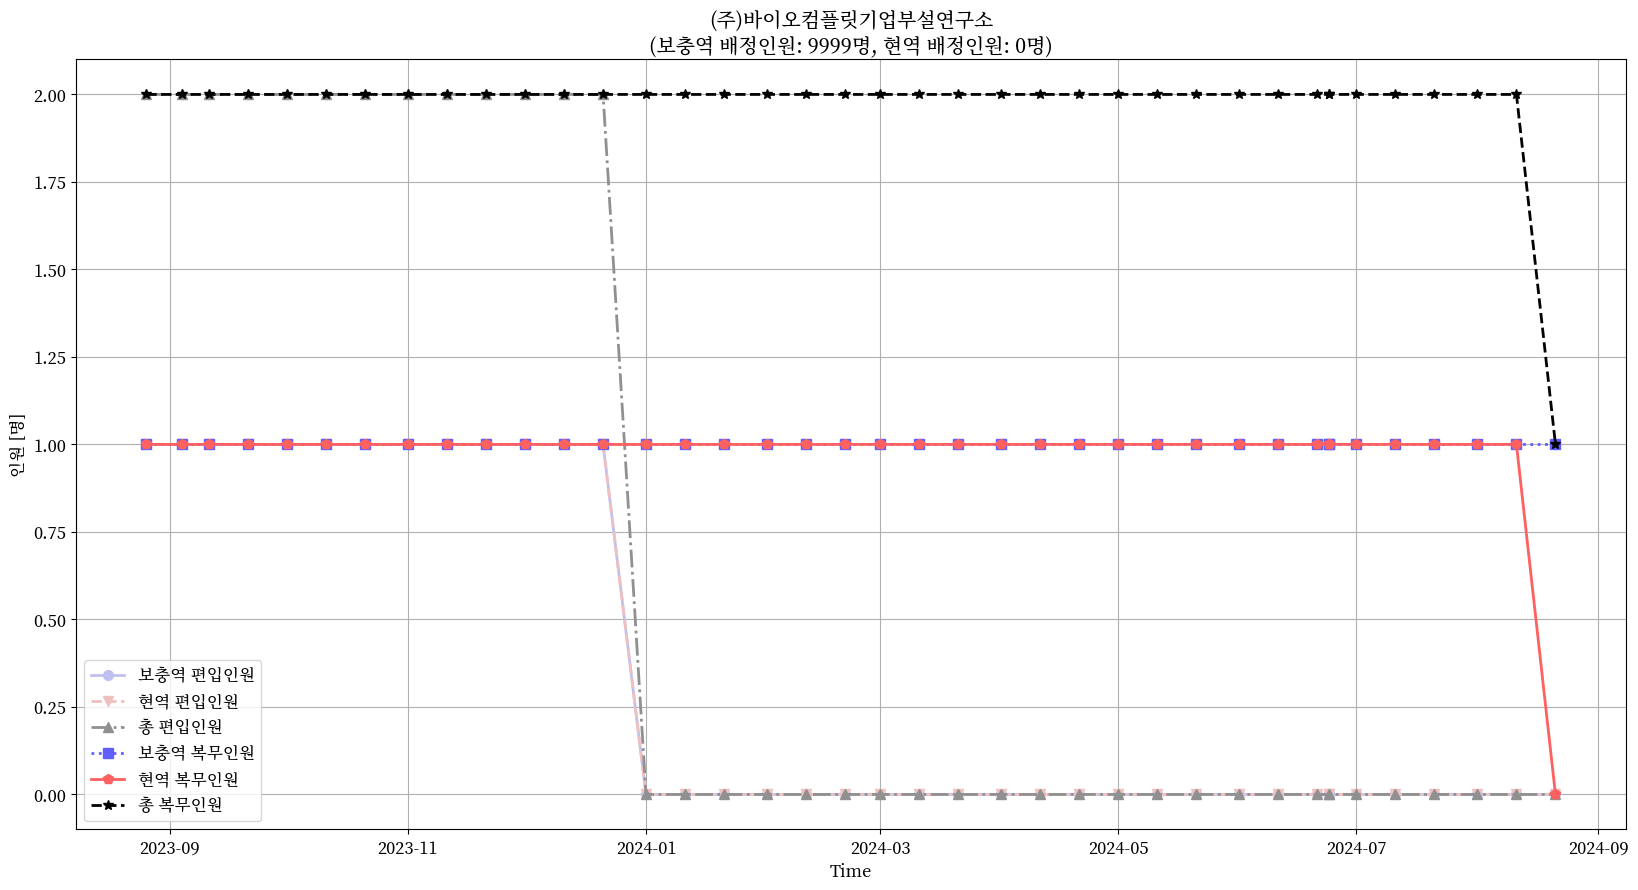 (주)바이오컴플릿기업부설연구소
(보충역 배정인원: 9999명, 현역 배정인원: 0명)
인원 [명]
2.00
1.75
1.50
1.25
1.00
0.75
0.50
0.25
0.00
보충역 편입인원
현역 편입인원
총 편입인원
보충역 복무인원
현역 복무인원
총 복무인원
2023-09
2023-11
2024-01
2024-03
2024-05
2024-07
2024-09
Time